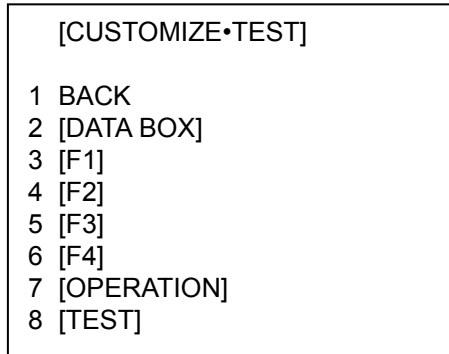 [CUSTOMIZE•TEST]
1 BACK
2 [DATA BOX]
3 [F1]
4 [F2]
5 [F3]
6 [F4]
7 [OPERATION]
8 [TEST]